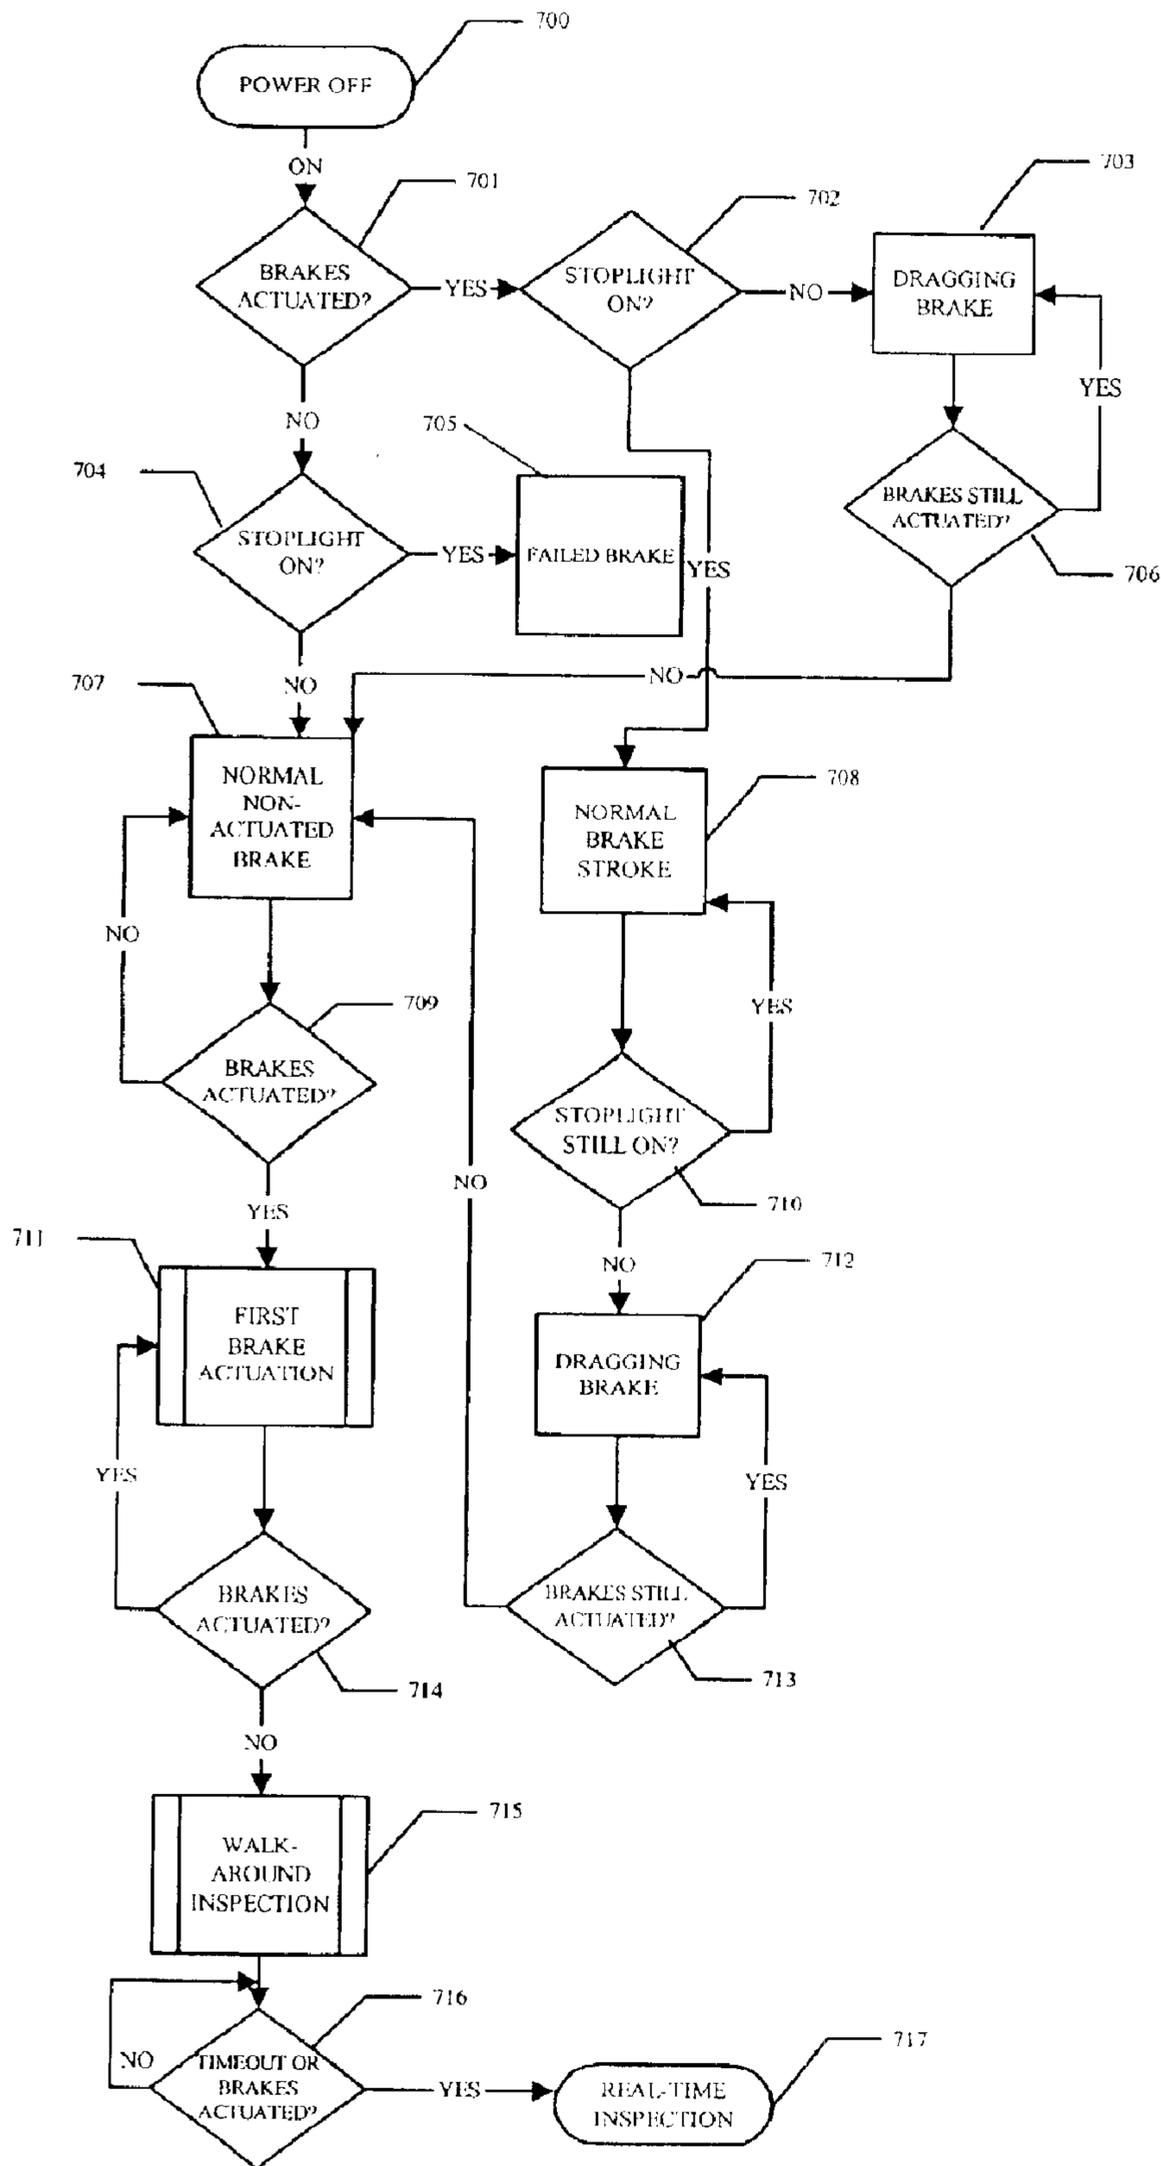 700
POWER OFF
ON
701
BRAKES
ACTUATED?
YES
702
STOPLIGHT
ON?
NO
703
DRAGGING
BRAKE
YES
NO
704
STOPLIGHT
ON?
YES
705
FAILED BRAKE
YES
BRAKES STILL
ACTUATED?
706
NO
NO
707
NORMAL
NON-
ACTUATED
BRAKE
NO
708
NORMAL
BRAKE
STROKE
YES
709
BRAKES
ACTUATED?
STOPLIGHT
STILL ON?
710
NO
YES
NO
711
FIRST
BRAKE
ACTUATION
YES
712
DRAGGING
BRAKE
YES
BRAKES
ACTUATED?
714
BRAKES STILL
ACTUATED?
713
NO
715
WALK-
AROUND
INSPECTION
716
NO
TIMEOUT OR
BRAKES
ACTUATED?
YES
717
REAL-TIME
INSPECTION